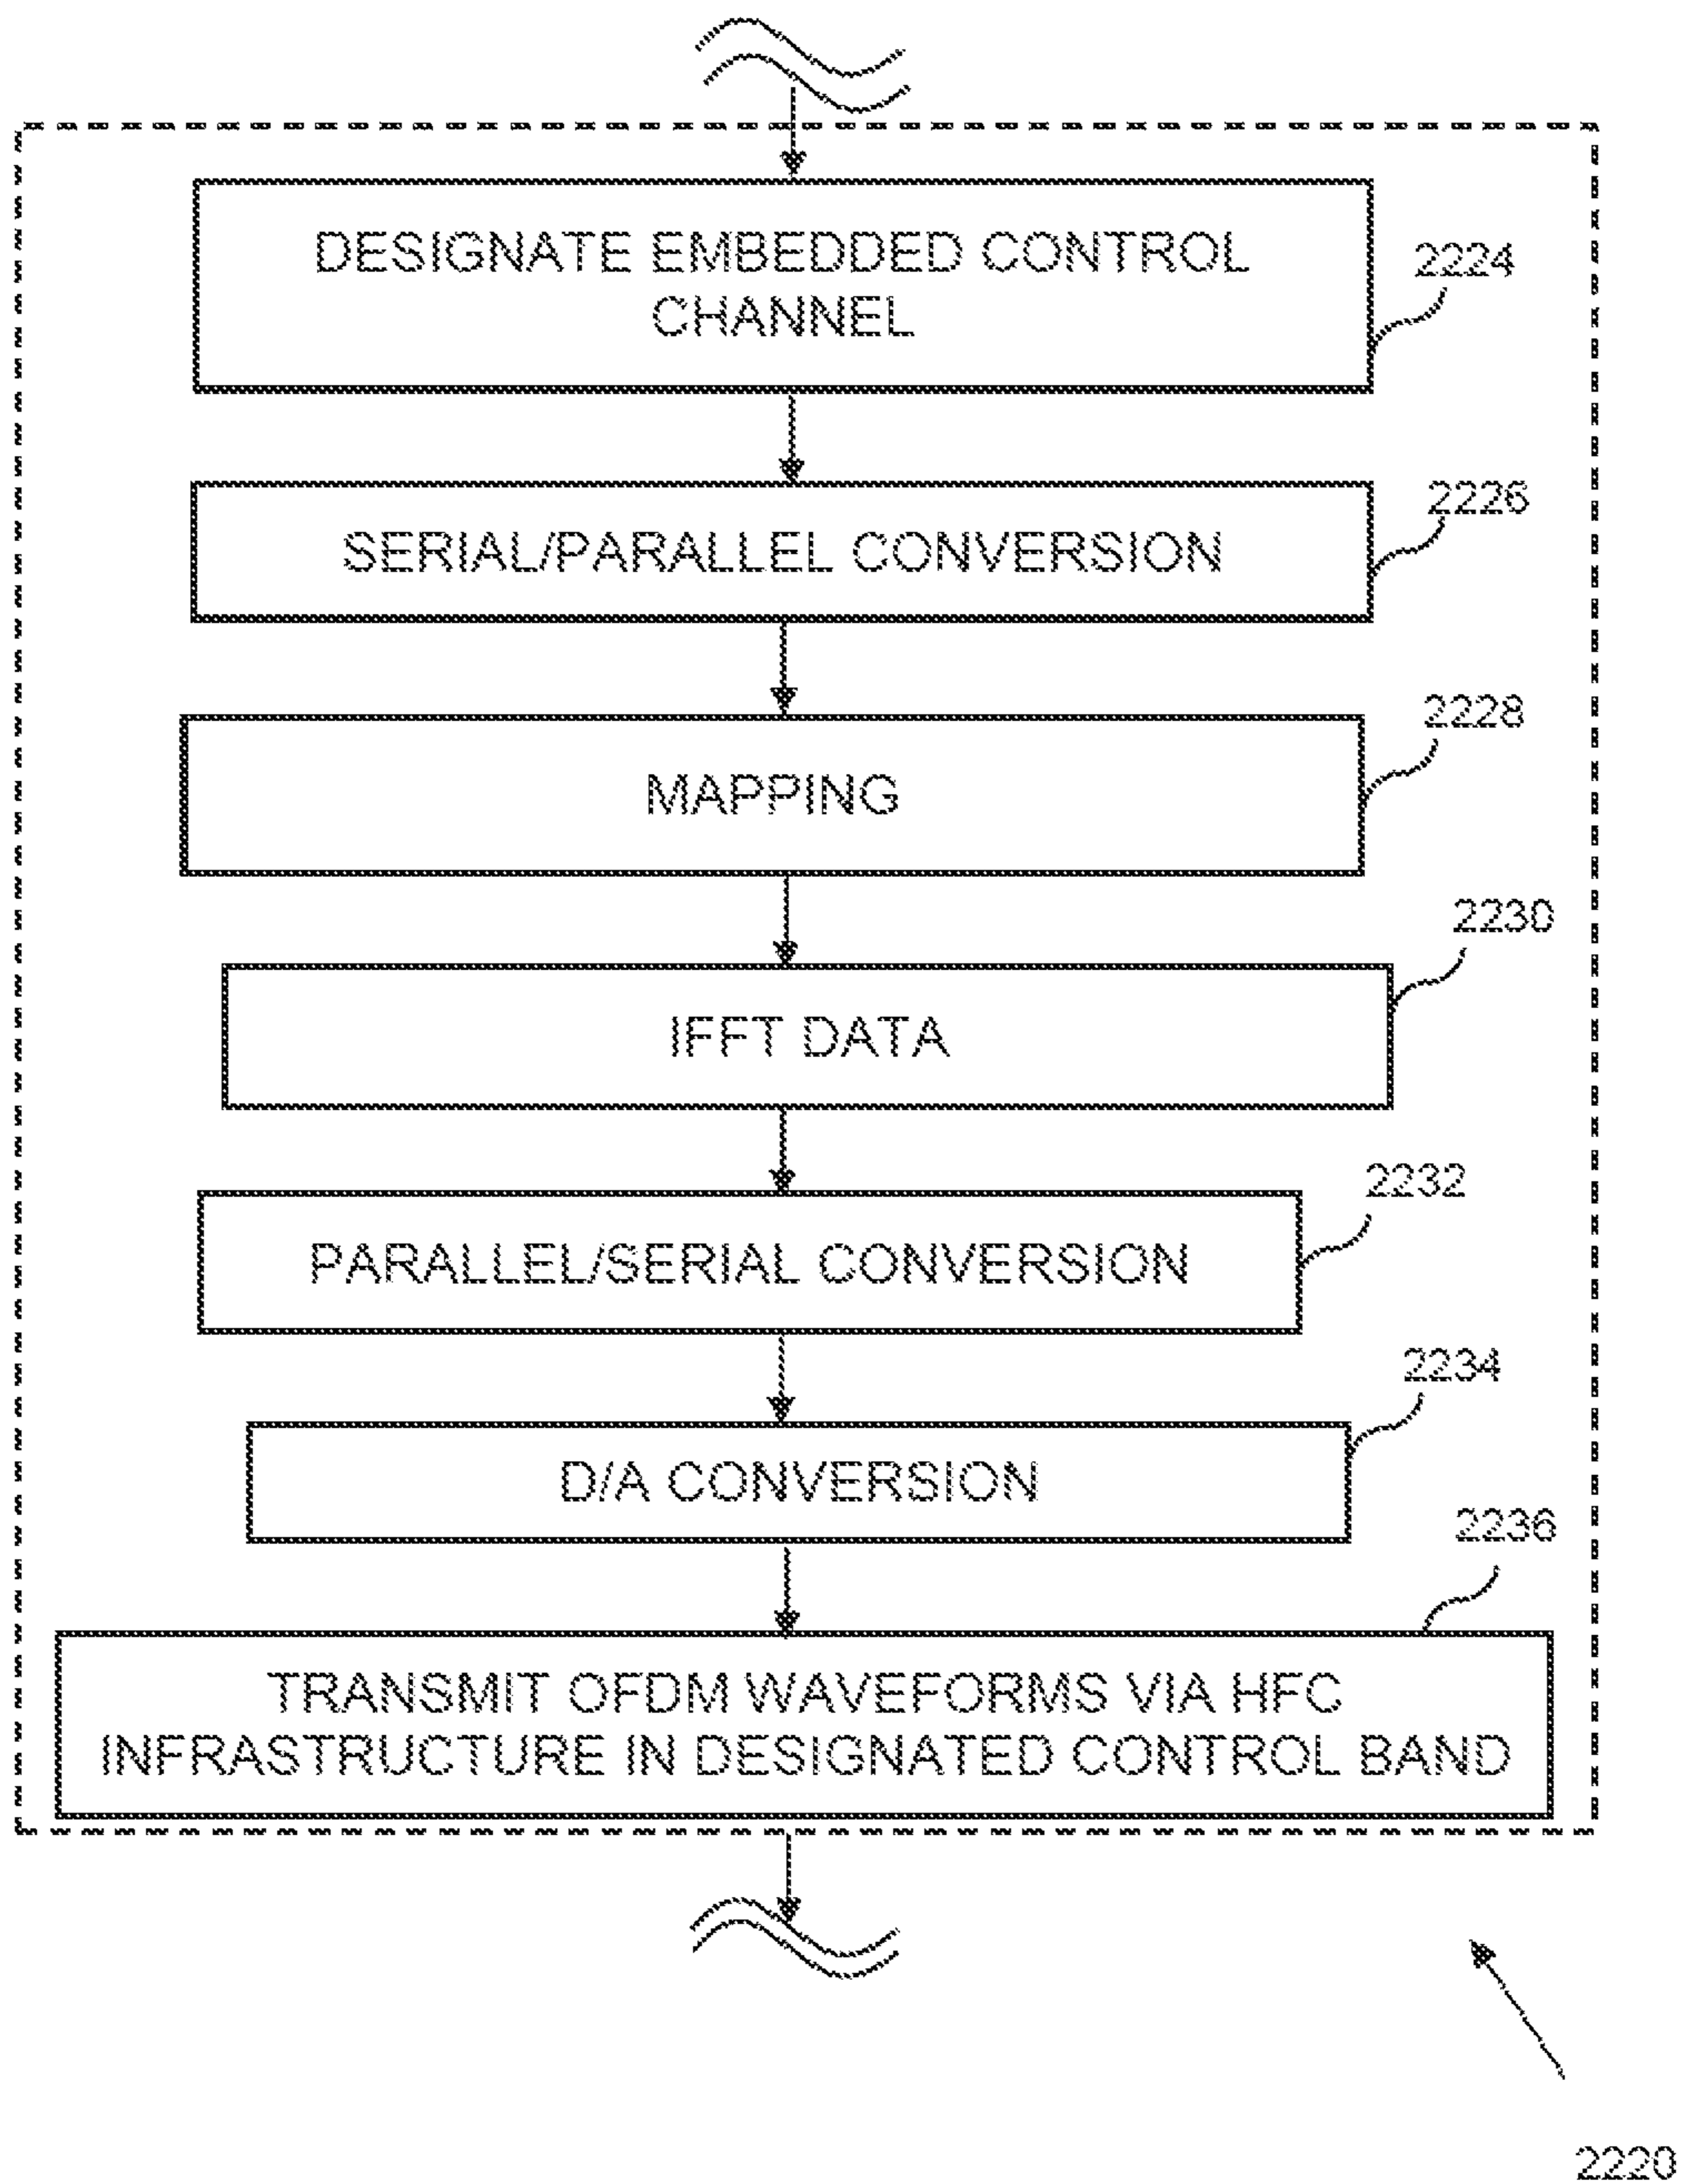 DESIGNATE EMBEDDED CONTROL
CHANNEL
2224
SERIAL/PARALLEL CONVERSION
2226
MAPPING
2228
IFFT DATA
2230
PARALLEL/SERIAL CONVERSION
2232
D/A CONVERSION
2234
TRANSMIT OFDM WAVEFORMS VIA HFC
INFRASTRUCTURE IN DESIGNATED CONTROL BAND
2236
2220